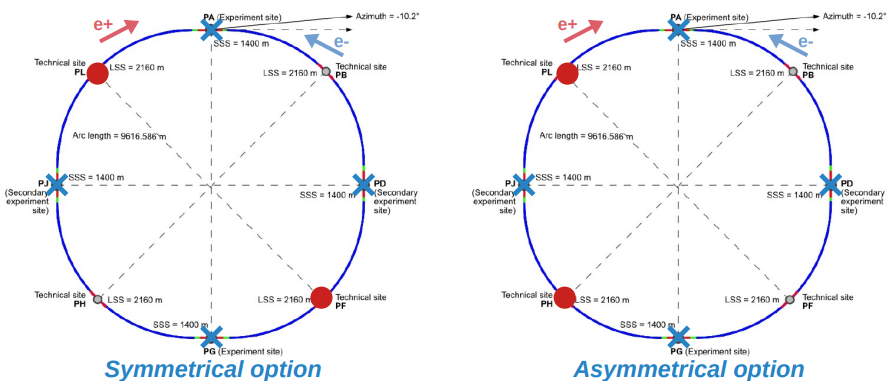 PA (Experiment site)
Azimuth = -10.2°
e+
e-
SSS = 1400 m
Technical site
PL
LSS = 2160 m
LSS = 2160 m
Technical site
PB
Arc length = 9616.586 m
PJ
(Secondary
experiment
site)
SSS = 1400 m
SSS = 1400 m
PD
(Secondary
experiment
site)
Technical site
PH
LSS = 2160 m
LSS = 2160 m
Technical site
PF
SSS = 1400 m
PG (Experiment site)
Symmetrical option
PA (Experiment site)
Azimuth = -10.2°
e+
e-
SSS = 1400 m
Technical site
PL
LSS = 2160 m
LSS = 2160 m
Technical site
PB
Arc length = 9616.586 m
PJ
(Secondary
experiment
site)
SSS = 1400 m
SSS = 1400 m
PD
(Secondary
experiment
site)
Technical site
PH
LSS = 2160 m
LSS = 2160 m
Technical site
PF
SSS = 1400 m
PG (Experiment site)
Asymmetrical option